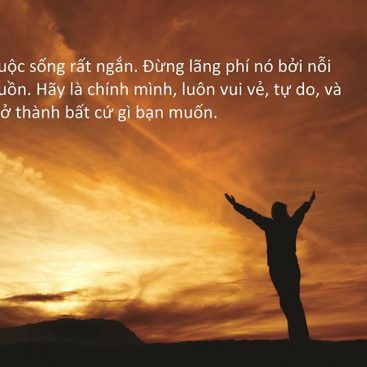 uộc sống rất ngắn. Đừng lãng phí nó bởi nỗi
uồn. Hãy là chính mình, luôn vui vẻ, tự do, và
ở thành bất cứ gì bạn muốn.